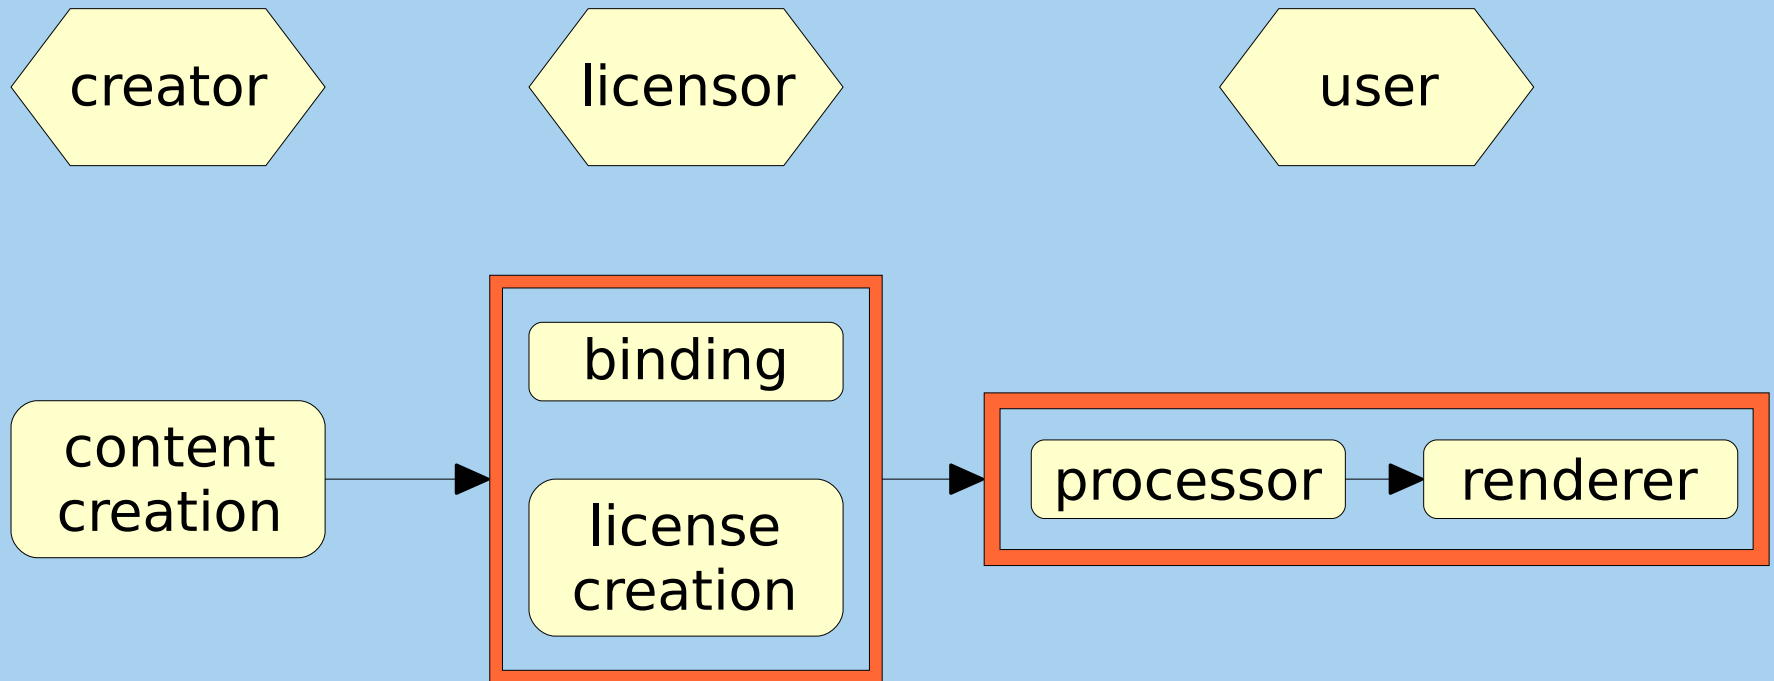 creator
licensor
user
binding
content
creation
license
creation
processor
renderer